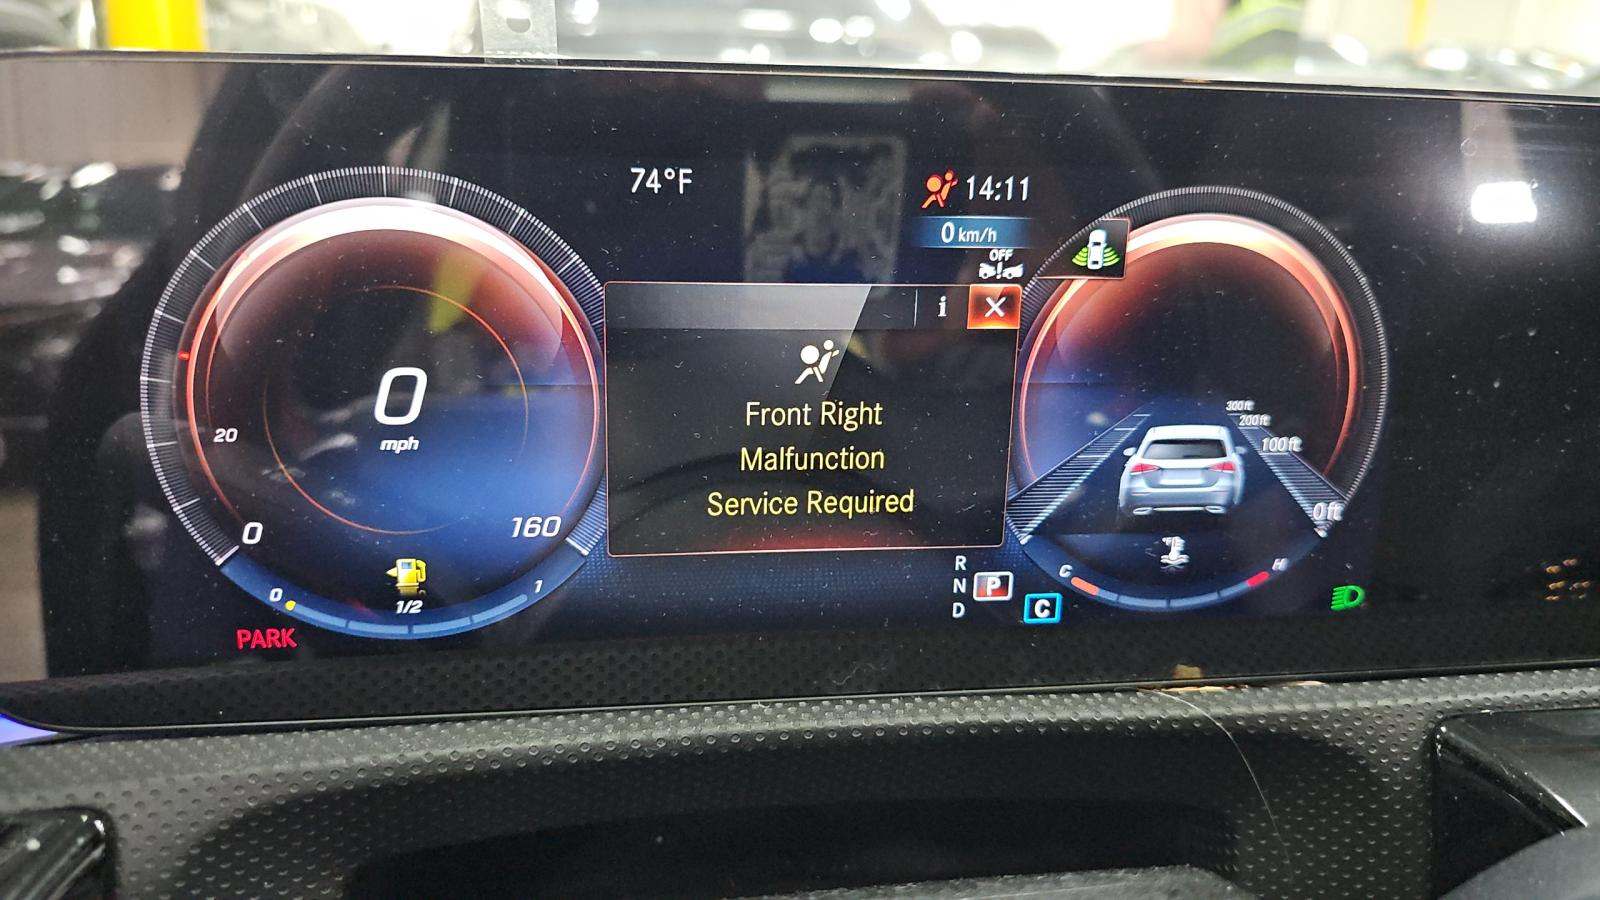 74°F
14:11
0 km/h
OFF
i X
Front Right
Malfunction
Service Required
0
mph
20
0
160
0
1/2
1
PARK
R
N
D
P
C
300ft
200ft
100ft
0ft
C
H